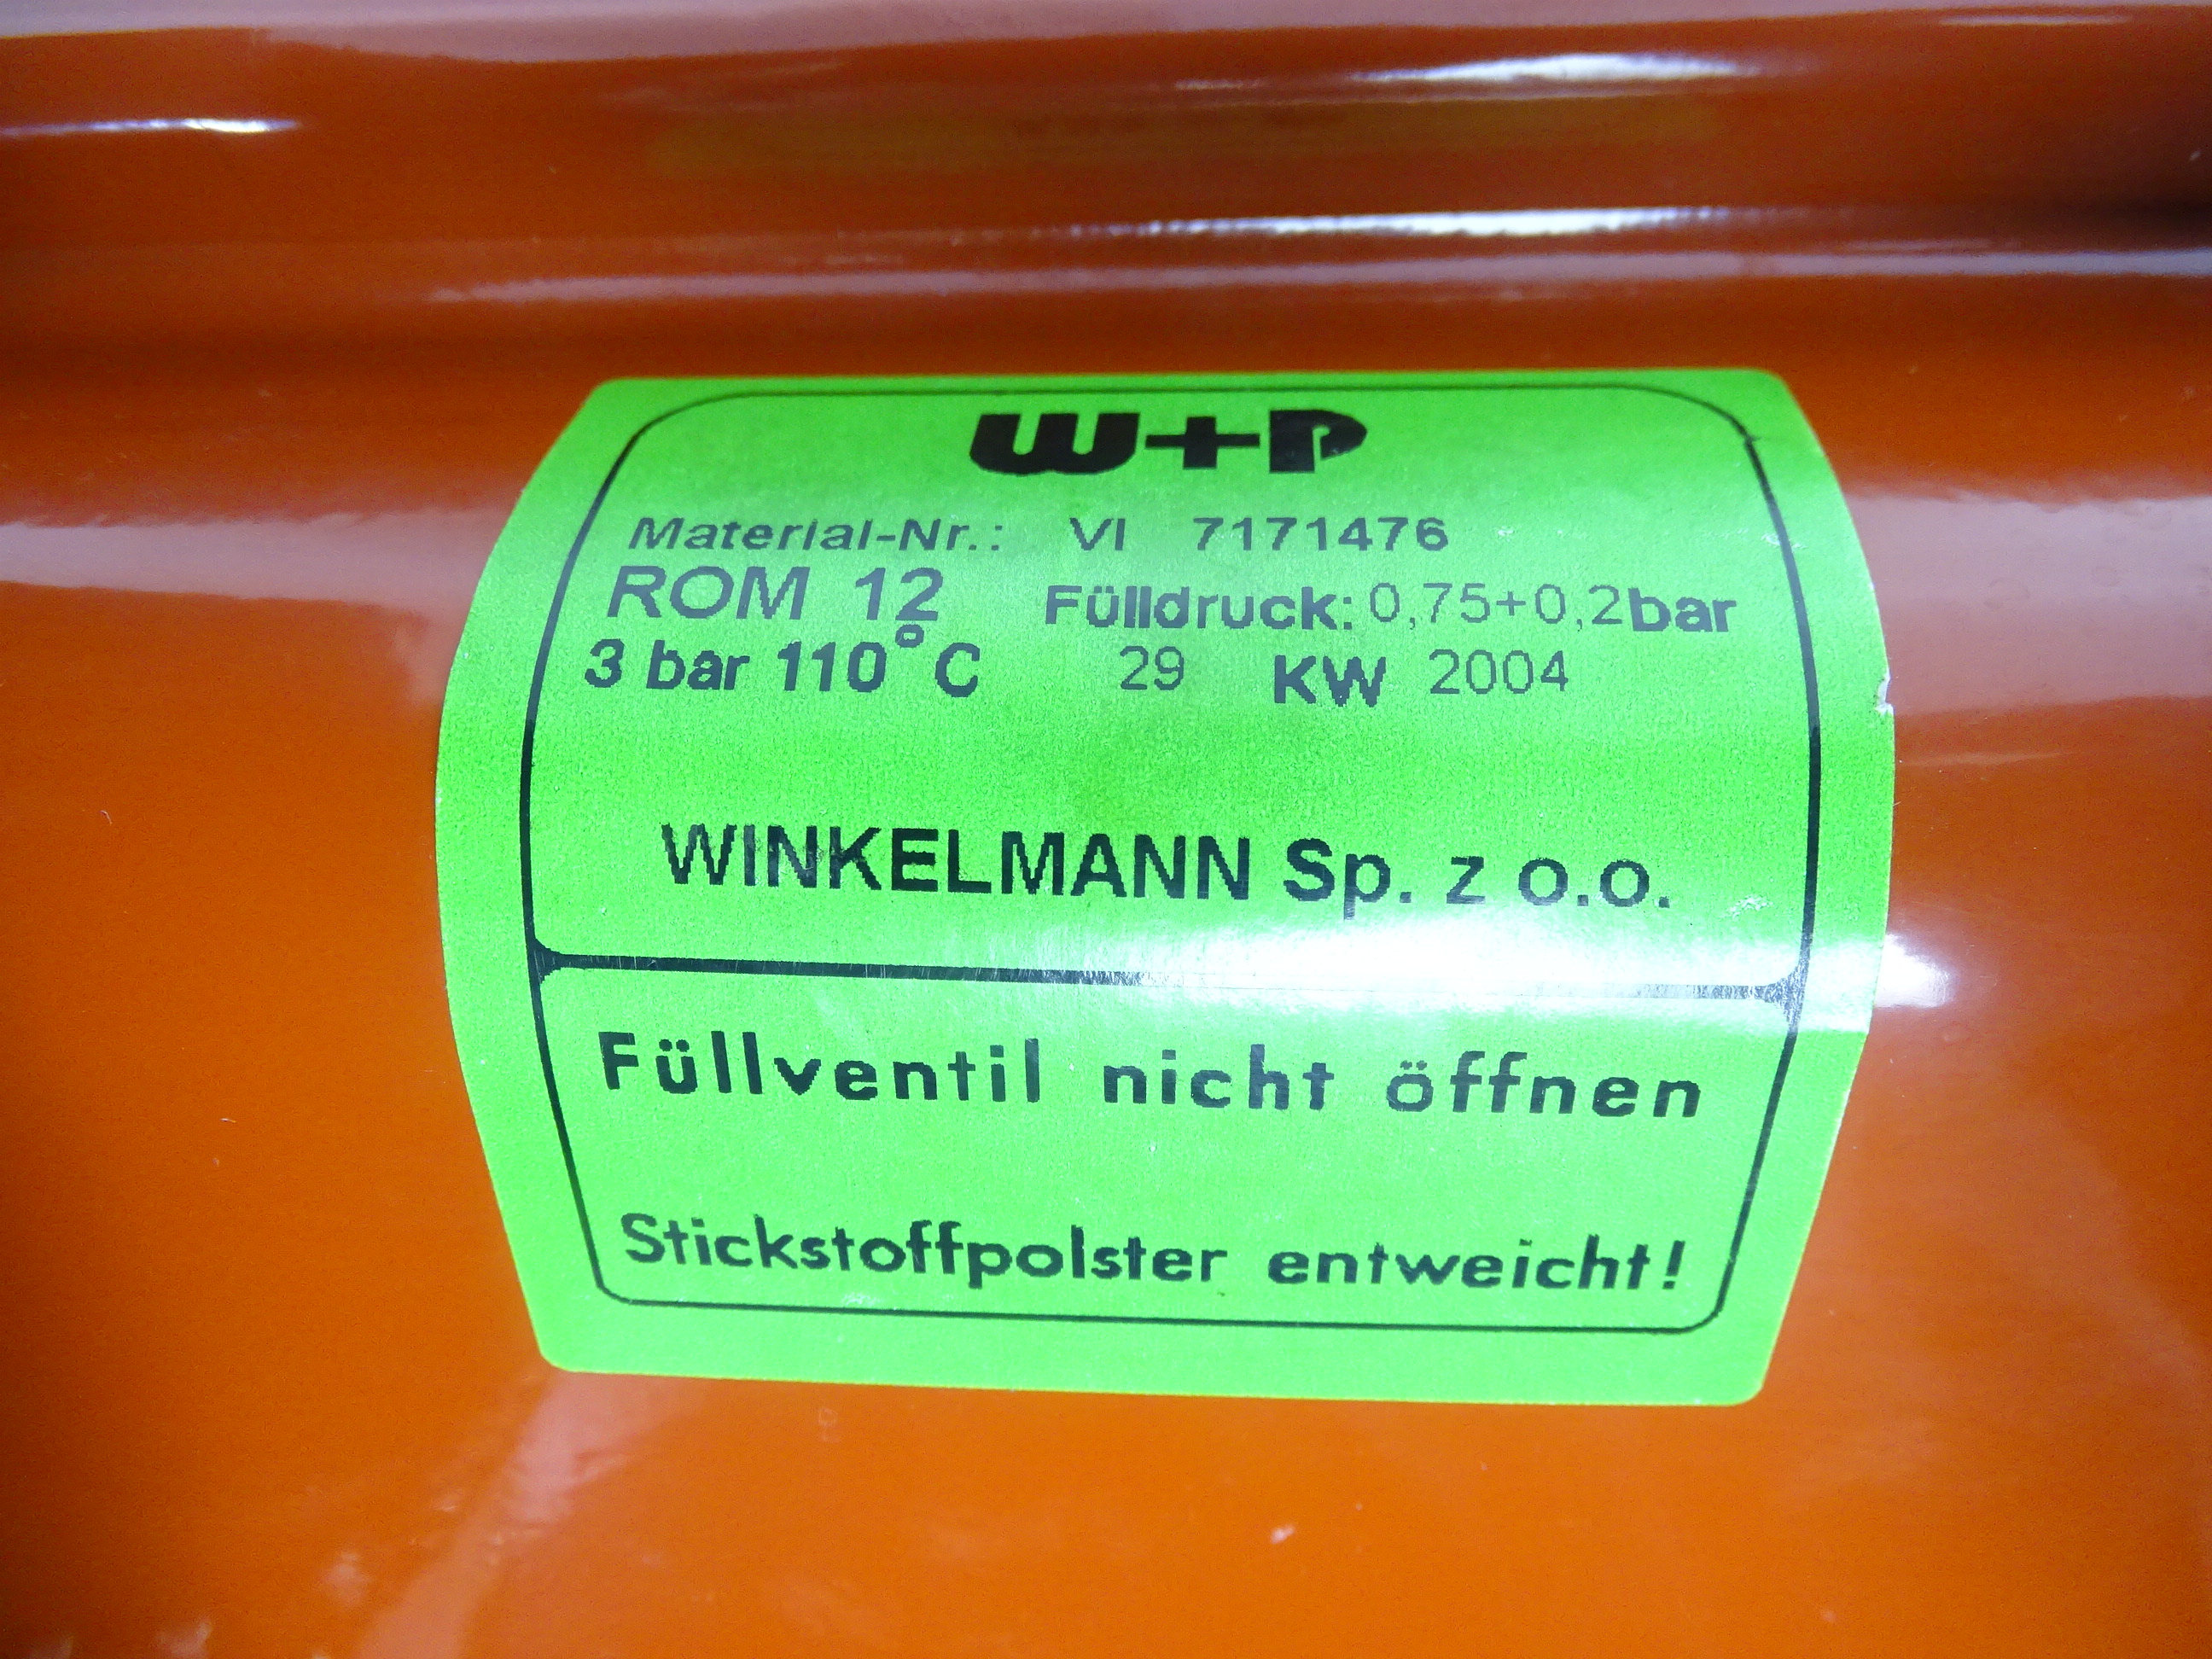 W+P
Material-Nr.: VI 7171476
ROM 12 Fülldruck: 0,75+0,2bar
3 bar 110°C 29 KW 2004
WINKELMANN Sp. z o.o.
Füllventil nicht öffnen
Stickstoffpolster entweicht!